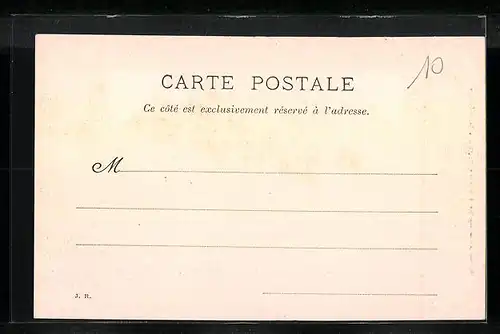 10
CARTE POSTALE
Ce côté est exclusivement réservé à l'adresse.
M
J. R.